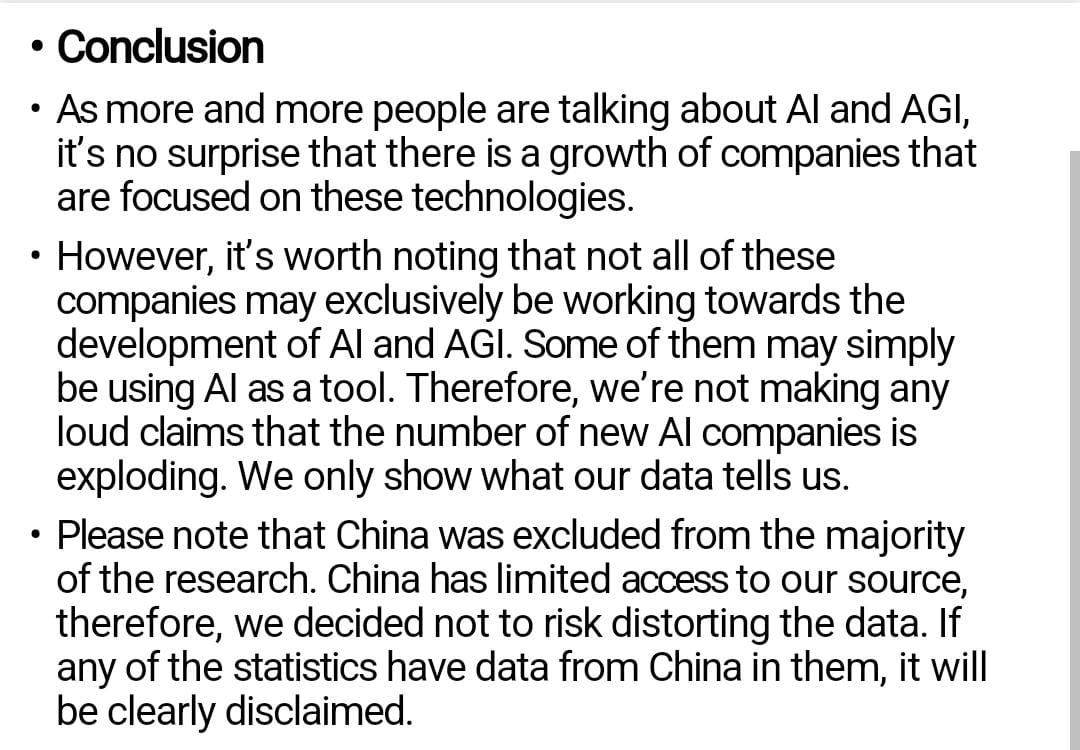 • Conclusion
• As more and more people are talking about AI and AGI,
it’s no surprise that there is a growth of companies that
are focused on these technologies.
• However, it’s worth noting that not all of these
companies may exclusively be working towards the
development of AI and AGI. Some of them may simply
be using AI as a tool. Therefore, we’re not making any
loud claims that the number of new AI companies is
exploding. We only show what our data tells us.
• Please note that China was excluded from the majority
of the research. China has limited access to our source,
therefore, we decided not to risk distorting the data. If
any of the statistics have data from China in them, it will
be clearly disclaimed.